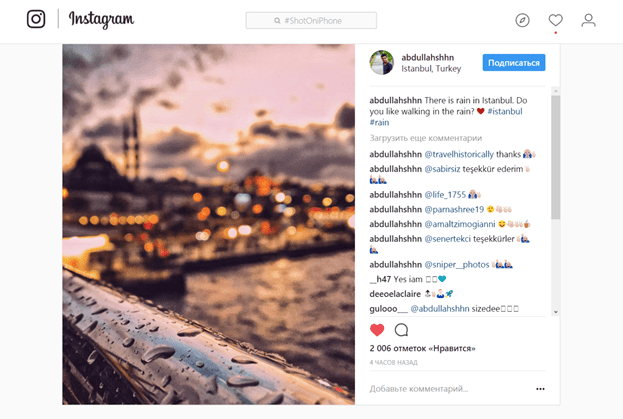 Instagram
#ShotOniPhone
abdullahshhn
Istanbul, Turkey
Подписаться
abdullahshhn There is rain in Istanbul. Do
you like walking in the rain? ❤ #istanbul
#rain
Загрузить еще комментарии
abdullahshhn @travelhistorically thanks
abdullahshhn @sabirsiz teşekkür ederim
abdullahshhn @life_1755
abdullahshhn @parnashree19
abdullahshhn @amaltzimogianni
abdullahshhn @senertekci teşekkürler
abdullahshhn @sniper__photos
__h47 Yes iam
deeoelaclaire
gulooo___ @abdullahshhn sizedee
2 006 отметок «Нравится»
4 ЧАСОВ НАЗАД
Добавьте комментарий...